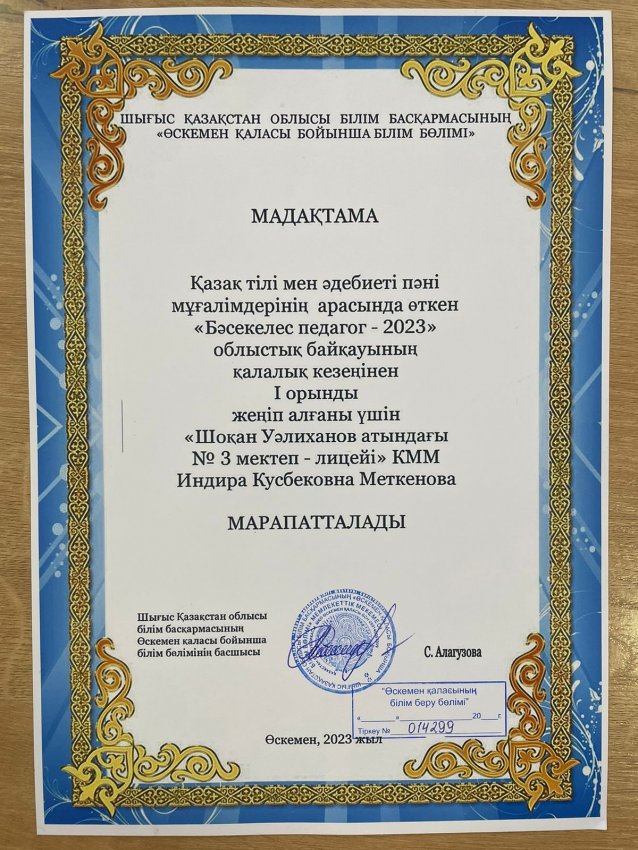 ШЫҒЫС ҚАЗАҚСТАН ОБЛЫСЫ БІЛІМ БАСҚАРМАСЫНЫҢ
«ӨСКЕМЕН ҚАЛАСЫ БОЙЫНША БІЛІМ БӨЛІМІ»
МАДАҚТАМА
Қазақ тілі мен әдебиеті пәні
мұғалімдерінің арасында өткен
«Бәсекелес педагог - 2023»
облыстық байқауының
қалалық кезеңінен
I орынды
жеңіп алғаны үшін
«Шоқан Уәлиханов атындағы
№ 3 мектеп - лицейі» КММ
Индира Кусбековна Меткенова
МАРАПАТТАЛАДЫ
Шығыс Қазақстан облысы
білім басқармасының
Өскемен қаласы бойынша
білім бөлімінің басшысы
С. Алагузова
"Өскемен қаласының
білім беру бөлімі"
«____»________20___г.
Тіркеу № 014299
Өскемен, 2023 жыл